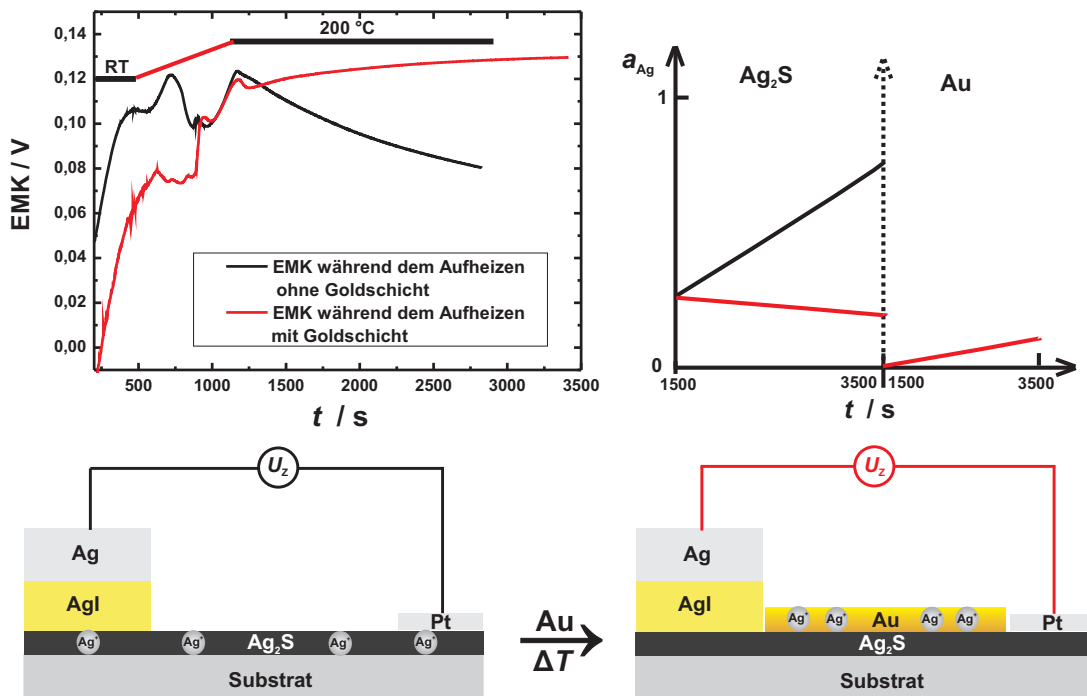 EMK / V
0,14
0,12
0,10
0,08
0,06
0,04
0,02
0,00
RT
200 °C
EMK während dem Aufheizen
ohne Goldschicht
EMK während dem Aufheizen
mit Goldschicht
500 1000 1500 2000 2500 3000 3500
t / s
aAg
1
0
Ag₂S
Au
1500 3500 1500 3500
t / s
Uz
Ag
AgI
Pt
Ag⁺ Ag⁺ Ag₂S Ag⁺ Ag⁺
Substrat
Au
ΔT
Uz
Ag
AgI
Ag⁺ Ag⁺ Au Ag⁺ Ag⁺
Pt
Ag₂S
Substrat